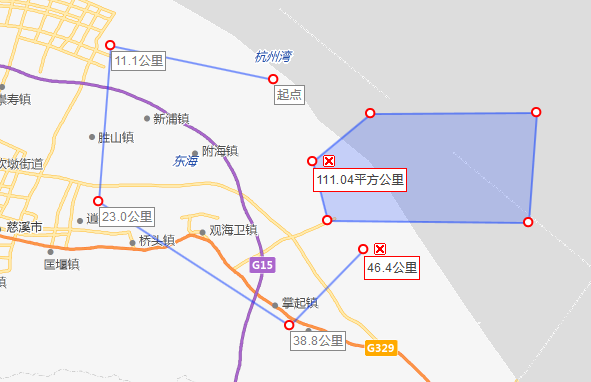 杭州湾
11.1公里
起点
崇寿镇
新浦镇
胜山镇
附海镇
东海
坎墩街道
111.04平方公里
23.0公里
逍
慈溪市
观海卫镇
桥头镇
匡堰镇
G15
46.4公里
掌起镇
38.8公里
G329
镇